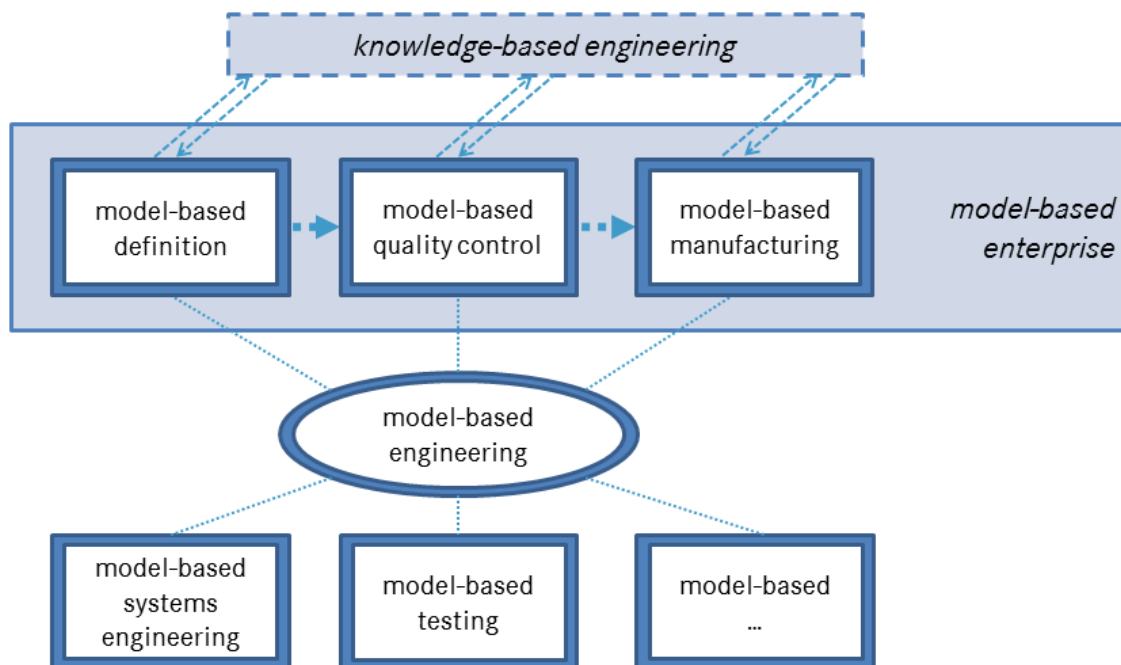 knowledge-based engineering
model-based
definition
model-based
quality control
model-based
manufacturing
model-based
enterprise
model-based
engineering
model-based
systems
engineering
model-based
testing
model-based
...